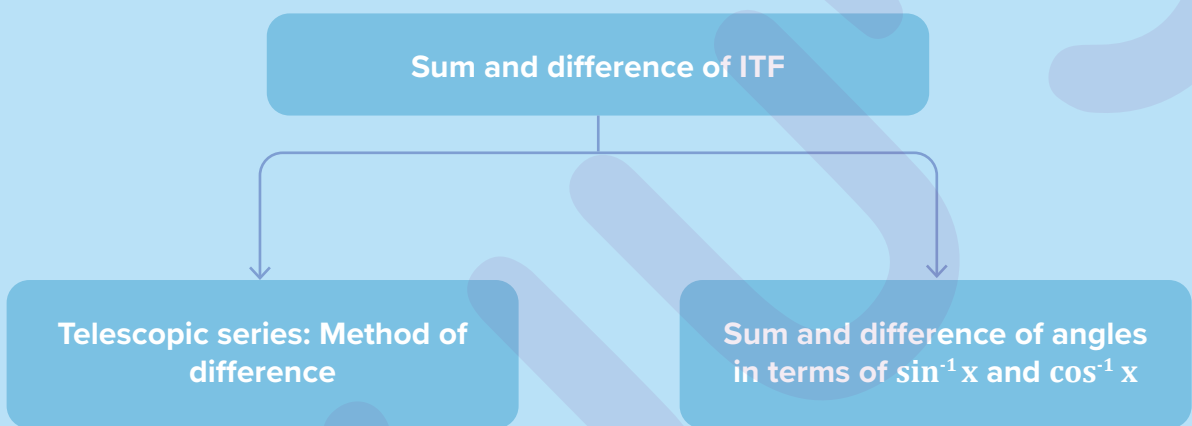 Sum and difference of ITF
Telescopic series: Method of
difference
Sum and difference of angles
in terms of sin⁻¹ x and cos⁻¹ x